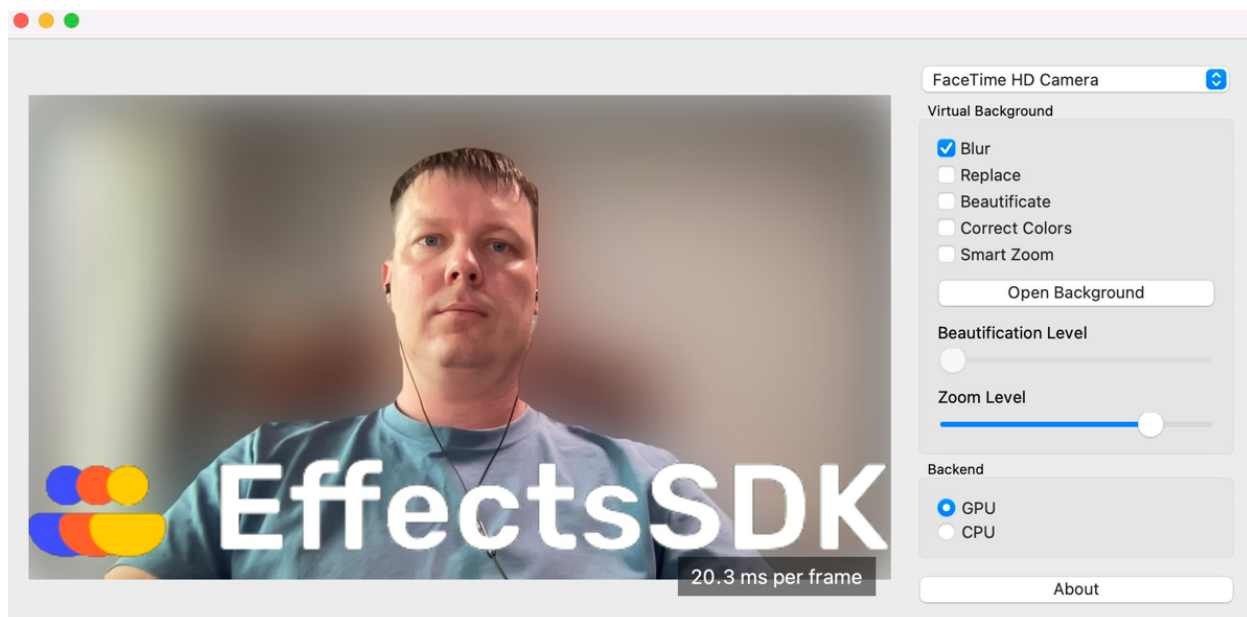 FaceTime HD Camera
Virtual Background
Blur
Replace
Beautificate
Correct Colors
Smart Zoom
Open Background
Beautification Level
Zoom Level
Backend
GPU
CPU
About
EffectsSDK
20.3 ms per frame